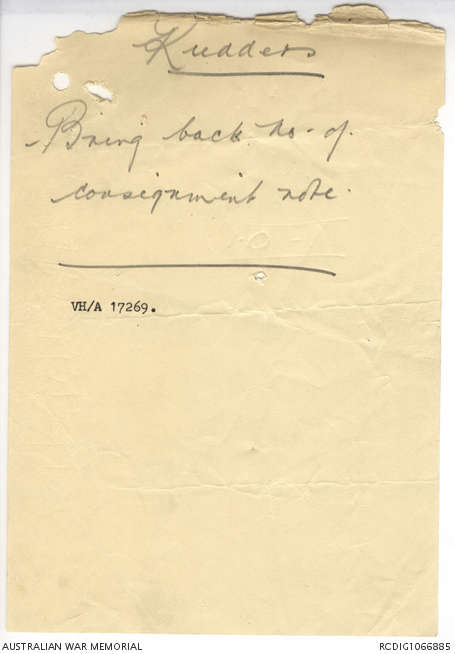 Kudders
Bring back no. of.
consignment note.
VH/A 17269.
AUSTRALIAN WAR MEMORIAL
RCDIG1066885